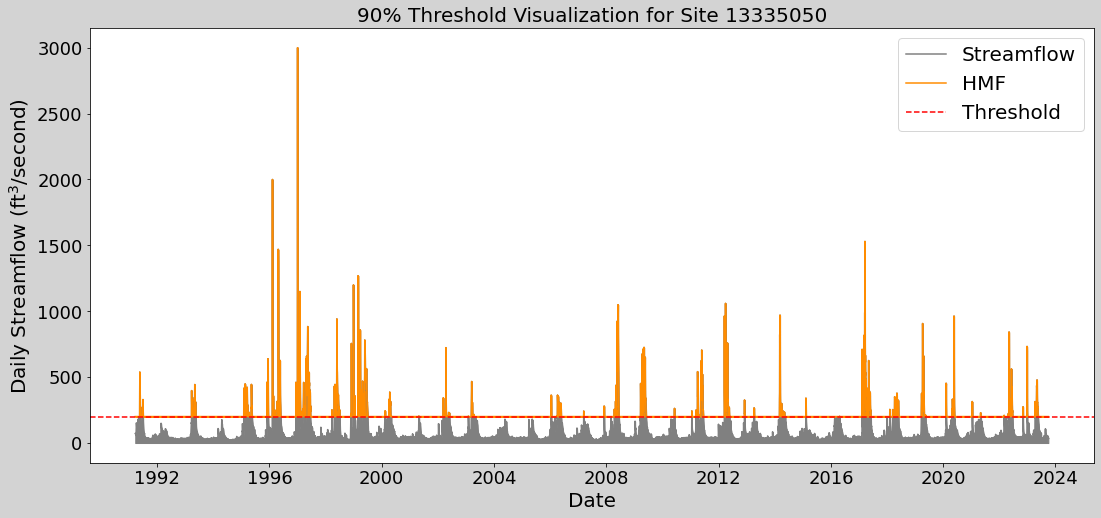 90% Threshold Visualization for Site 13335050
Streamflow
HMF
Threshold
Daily Streamflow (ft³/second)
3000
2500
2000
1500
1000
500
0
1992 1996 2000 2004 2008 2012 2016 2020 2024
Date